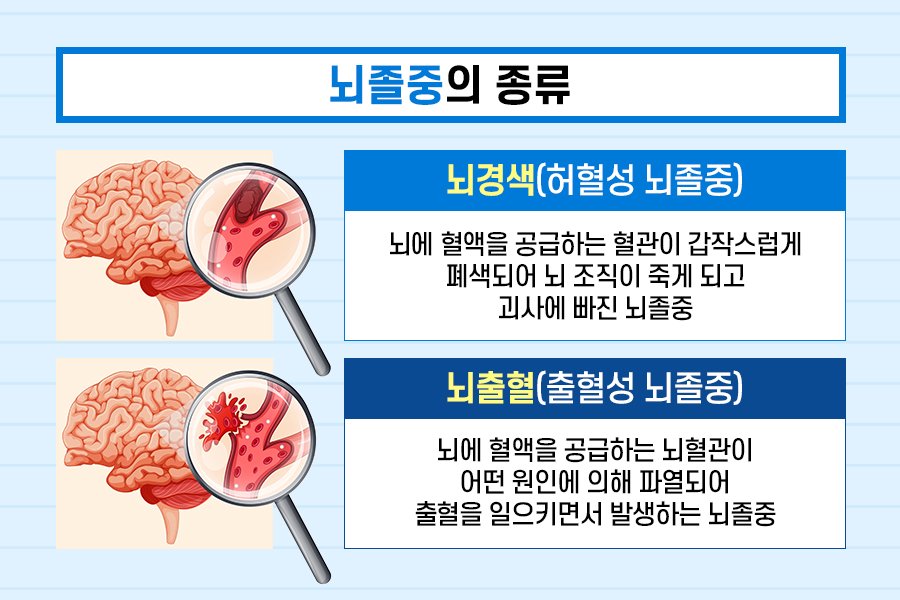 뇌졸중의 종류
뇌경색(허혈성 뇌졸중)
뇌에 혈액을 공급하는 혈관이 갑작스럽게
폐색되어 뇌 조직이 죽게 되고
괴사에 빠진 뇌졸중
뇌출혈(출혈성 뇌졸중)
뇌에 혈액을 공급하는 뇌혈관이
어떤 원인에 의해 파열되어
출혈을 일으키면서 발생하는 뇌졸중